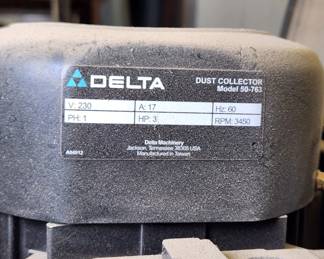 DELTA
DUST COLLECTOR
Model 50-763
V: 230 A: 17 Hz: 60
PH: 1 HP: 3 RPM: 3450
Delta Machinery
Jackson, Tennessee 38305 USA
Manufactured in Taiwan